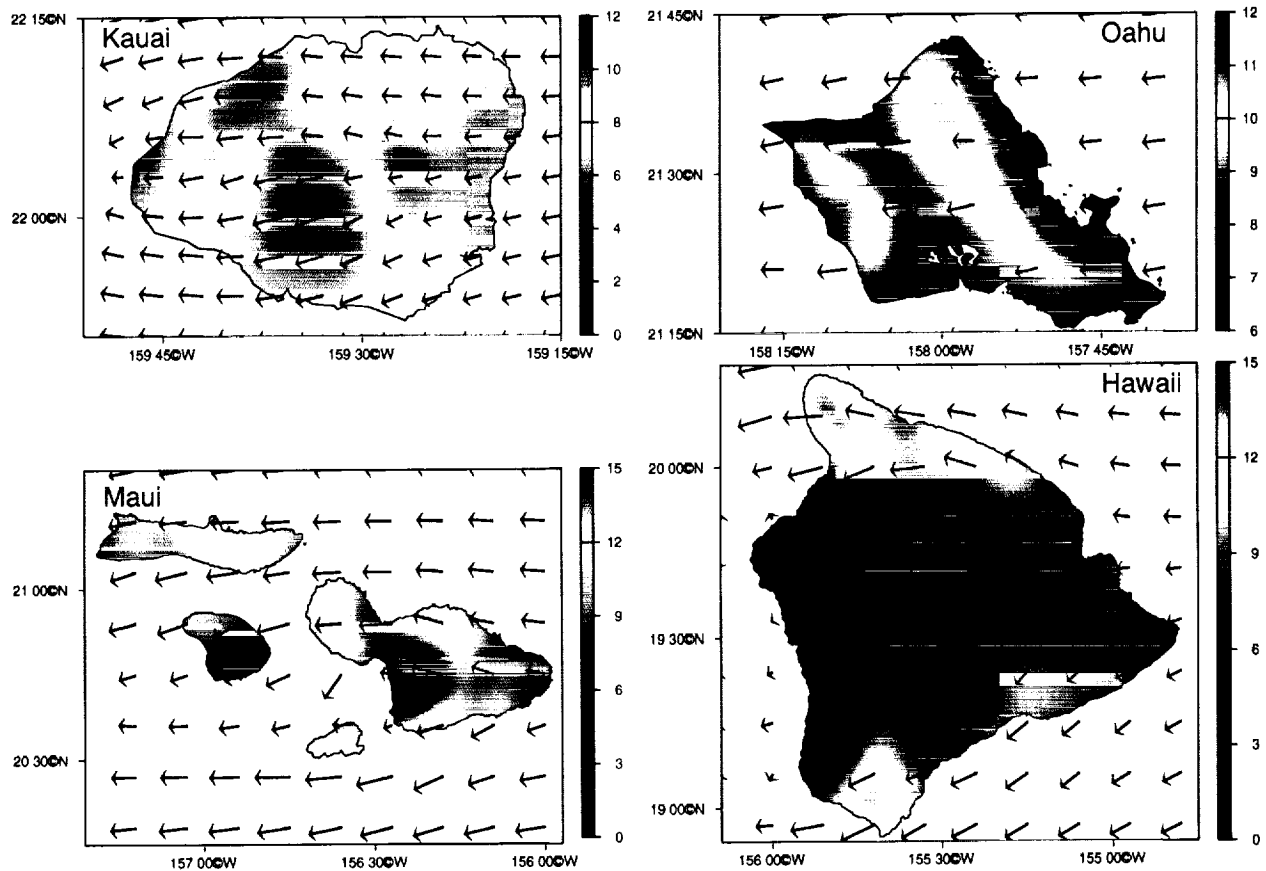 Kauai
22 15©N
22 00©N
159 45©W
159 30©W
159 15©W
12
10
8
6
4
2
0
Oahu
21 45©N
21 30©N
21 15©N
158 15©W
158 00©W
157 45©W
12
11
10
9
8
7
6
Maui
21 00©N
20 30©N
157 00©W
156 30©W
156 00©W
15
12
9
6
3
0
Hawaii
20 00©N
19 30©N
19 00©N
156 00©W
155 30©W
155 00©W
15
12
9
6
3
0